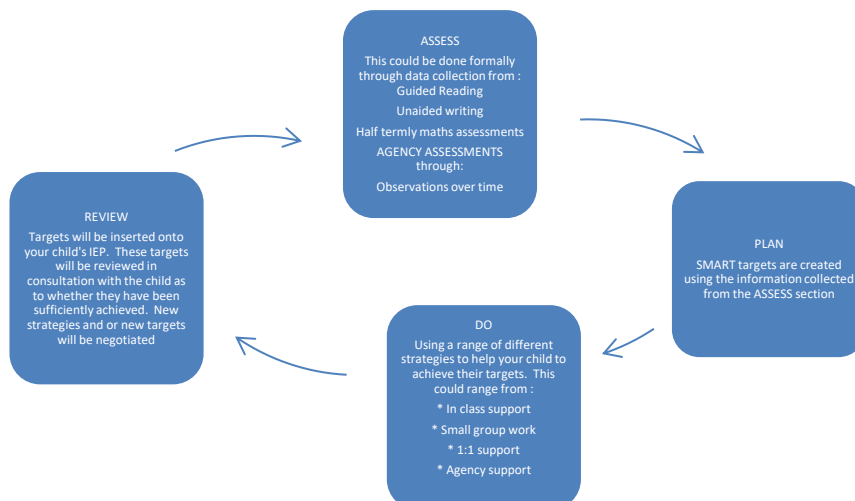 ASSESS
This could be done formally
through data collection from :
Guided Reading
Unaided writing
Half termly maths assessments
AGENCY ASSESSMENTS
through:
Observations over time
PLAN
SMART targets are created
using the information collected
from the ASSESS section
DO
Using a range of different
strategies to help your child to
achieve their targets.  This
could range from :
* In class support
* Small group work
* 1:1 support
* Agency support
REVIEW
Targets will be inserted onto
your child's IEP.  These targets
will be reviewed in
consultation with the child as
to whether they have been
sufficiently achieved.  New
strategies and or new targets
will be negotiated